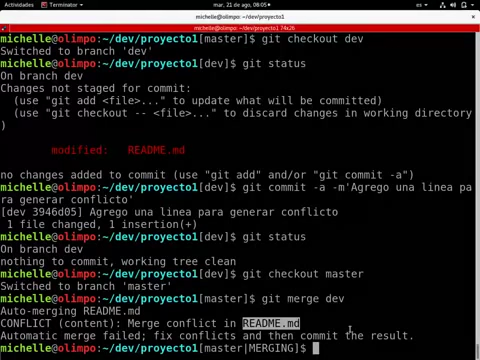 Actividades Terminator mar, 21 de ago, 08:05 es
michelle@olimpo:~/dev/proyecto1
michelle@olimpo:~/dev/proyecto1 74x26
michelle@olimpo:~/dev/proyecto1[master]$ git checkout dev
Switched to branch 'dev'
michelle@olimpo:~/dev/proyecto1[dev]$ git status
On branch dev
Changes not staged for commit:
(use "git add <file>..." to update what will be committed)
(use "git checkout -- <file>..." to discard changes in working directory
)
modified: README.md
no changes added to commit (use "git add" and/or "git commit -a")
michelle@olimpo:~/dev/proyecto1[dev]$ git commit -a -m'Agrego una linea pa
ra generar conflicto'
[dev 3946d05] Agrego una linea para generar conflicto
1 file changed, 1 insertion(+)
michelle@olimpo:~/dev/proyecto1[dev]$ git status
On branch dev
nothing to commit, working tree clean
michelle@olimpo:~/dev/proyecto1[dev]$ git checkout master
Switched to branch 'master'
michelle@olimpo:~/dev/proyecto1[master]$ git merge dev
Auto-merging README.md
CONFLICT (content): Merge conflict in README.md
Automatic merge failed; fix conflicts and then commit the result.
michelle@olimpo:~/dev/proyecto1[master|MERGING]$